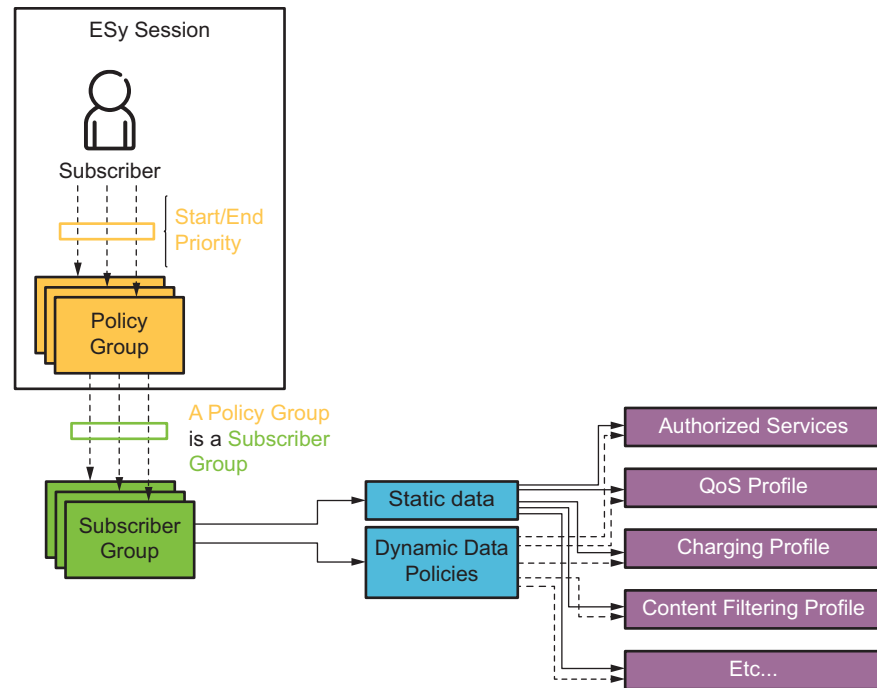 ESy Session
Subscriber
Start/End
Priority
Policy
Group
A Policy Group
is a Subscriber
Group
Subscriber
Group
Static data
Dynamic Data
Policies
Authorized Services
QoS Profile
Charging Profile
Content Filtering Profile
Etc...